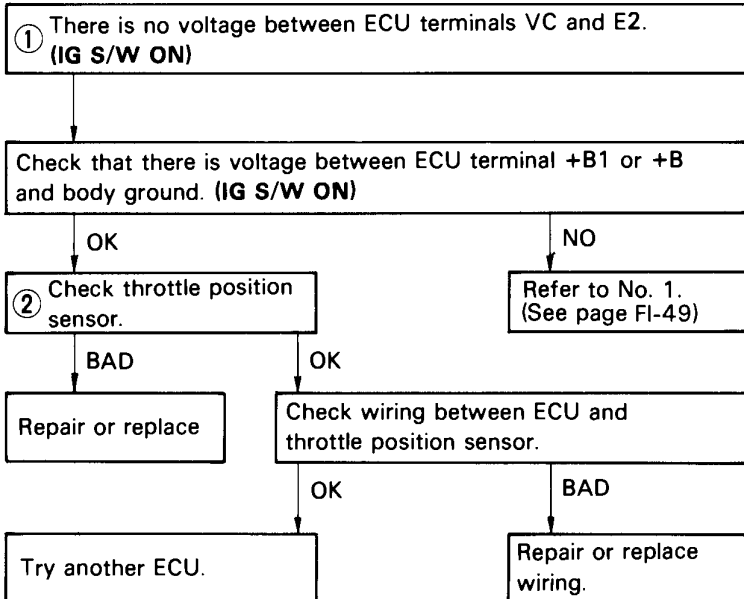 ① There is no voltage between ECU terminals VC and E2.
(IG S/W ON)
Check that there is voltage between ECU terminal +B1 or +B
and body ground. (IG S/W ON)
OK
NO
② Check throttle position
sensor.
Refer to No. 1.
(See page FI-49)
BAD
OK
Repair or replace
Check wiring between ECU and
throttle position sensor.
OK
BAD
Try another ECU.
Repair or replace
wiring.